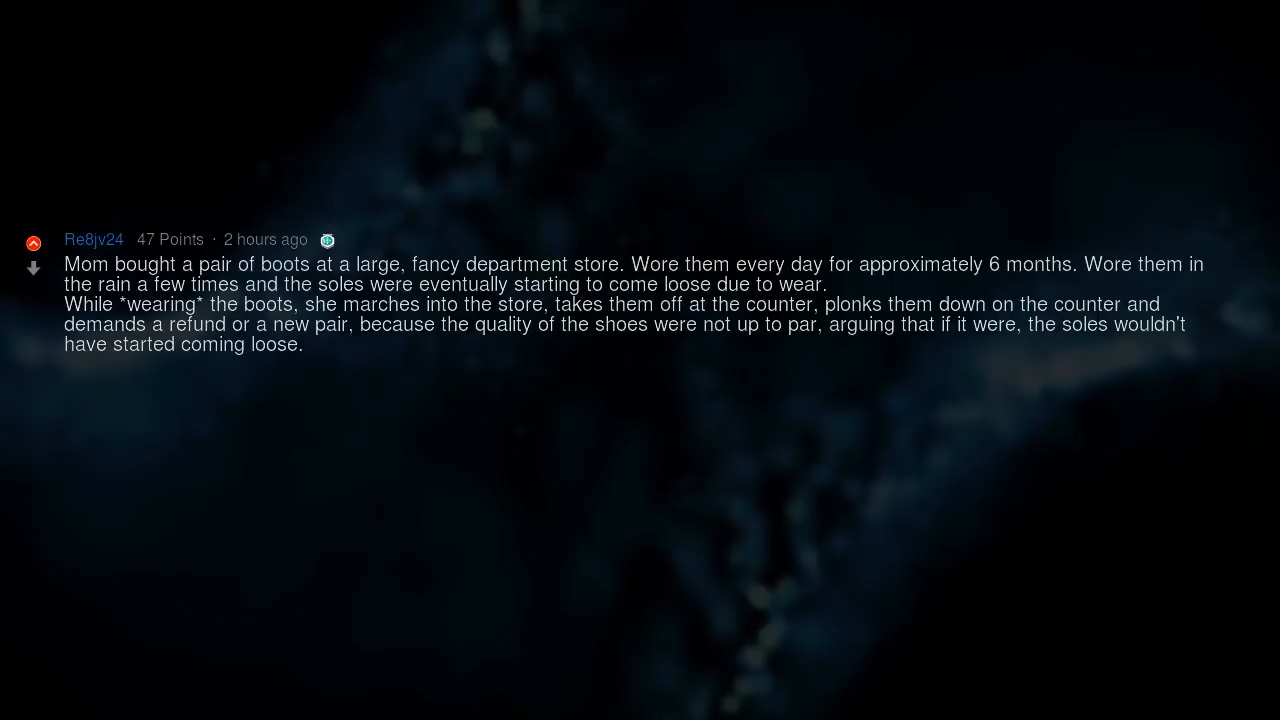 Re8jv24 47 Points · 2 hours ago
Mom bought a pair of boots at a large, fancy department store. Wore them every day for approximately 6 months. Wore them in
the rain a few times and the soles were eventually starting to come loose due to wear.
While *wearing* the boots, she marches into the store, takes them off at the counter, plonks them down on the counter and
demands a refund or a new pair, because the quality of the shoes were not up to par, arguing that if it were, the soles wouldn't
have started coming loose.